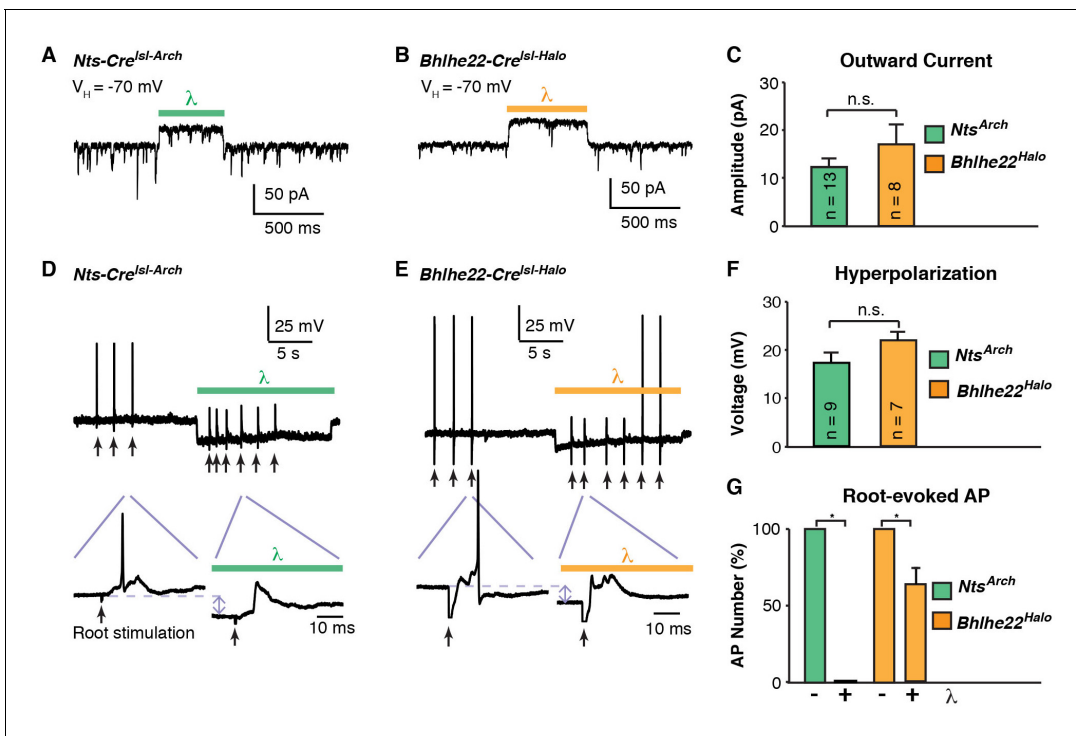 A Nts-Cre^lsl-Arch
V_H = -70 mV
λ
50 pA
500 ms
B Bhlhe22-Cre^lsl-Halo
V_H = -70 mV
λ
50 pA
500 ms
C Outward Current
Amplitude (pA)
30
20
10
0
n.s.
n = 13
n = 8
Nts^Arch
Bhlhe22^Halo
D Nts-Cre^lsl-Arch
25 mV
5 s
λ
λ
Root stimulation
10 ms
E Bhlhe22-Cre^lsl-Halo
25 mV
5 s
λ
λ
10 ms
F Hyperpolarization
Voltage (mV)
30
20
10
0
n.s.
n = 9
n = 7
Nts^Arch
Bhlhe22^Halo
G Root-evoked AP
AP Number (%)
100
50
0
* *
Nts^Arch
Bhlhe22^Halo
- + - + λ